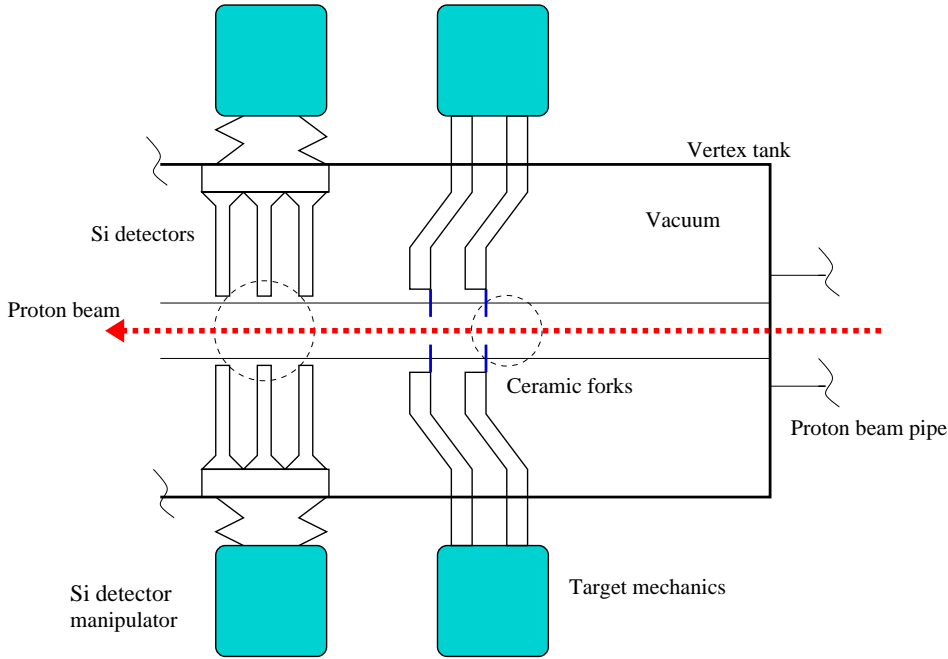 Vertex tank
Vacuum
Si detectors
Proton beam
Ceramic forks
Proton beam pipe
Target mechanics
Si detector
manipulator